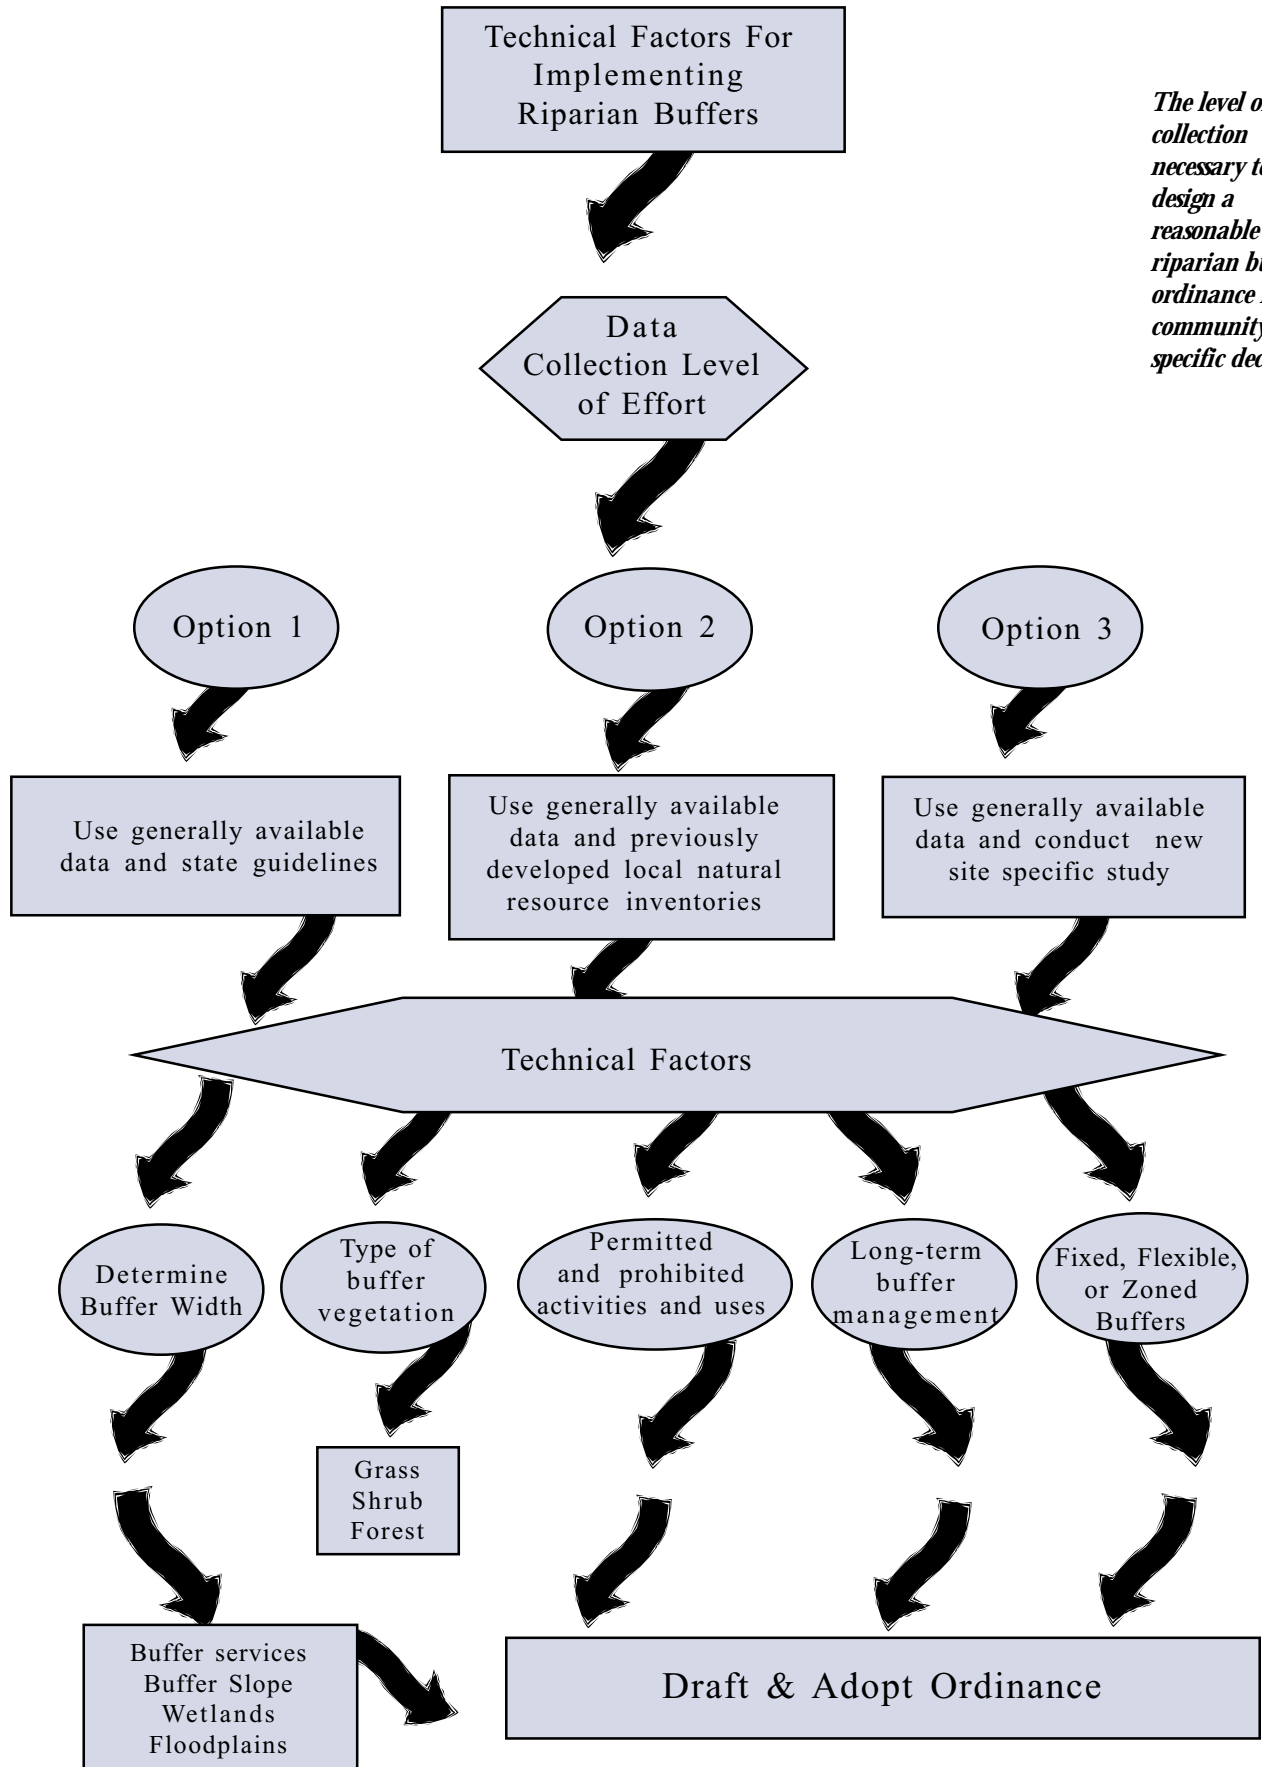 Technical Factors For
Implementing
Riparian Buffers
The level o
collection
necessary to
design a
reasonable
riparian bu
ordinance
community
specific dec
Data
Collection Level
of Effort
Option 1
Option 2
Option 3
Use generally available
data and state guidelines
Use generally available
data and previously
developed local natural
resource inventories
Use generally available
data and conduct new
site specific study
Technical Factors
Determine
Buffer Width
Type of
buffer
vegetation
Permitted
and prohibited
activities and uses
Long-term
buffer
management
Fixed, Flexible,
or Zoned
Buffers
Grass
Shrub
Forest
Buffer services
Buffer Slope
Wetlands
Floodplains
Draft & Adopt Ordinance